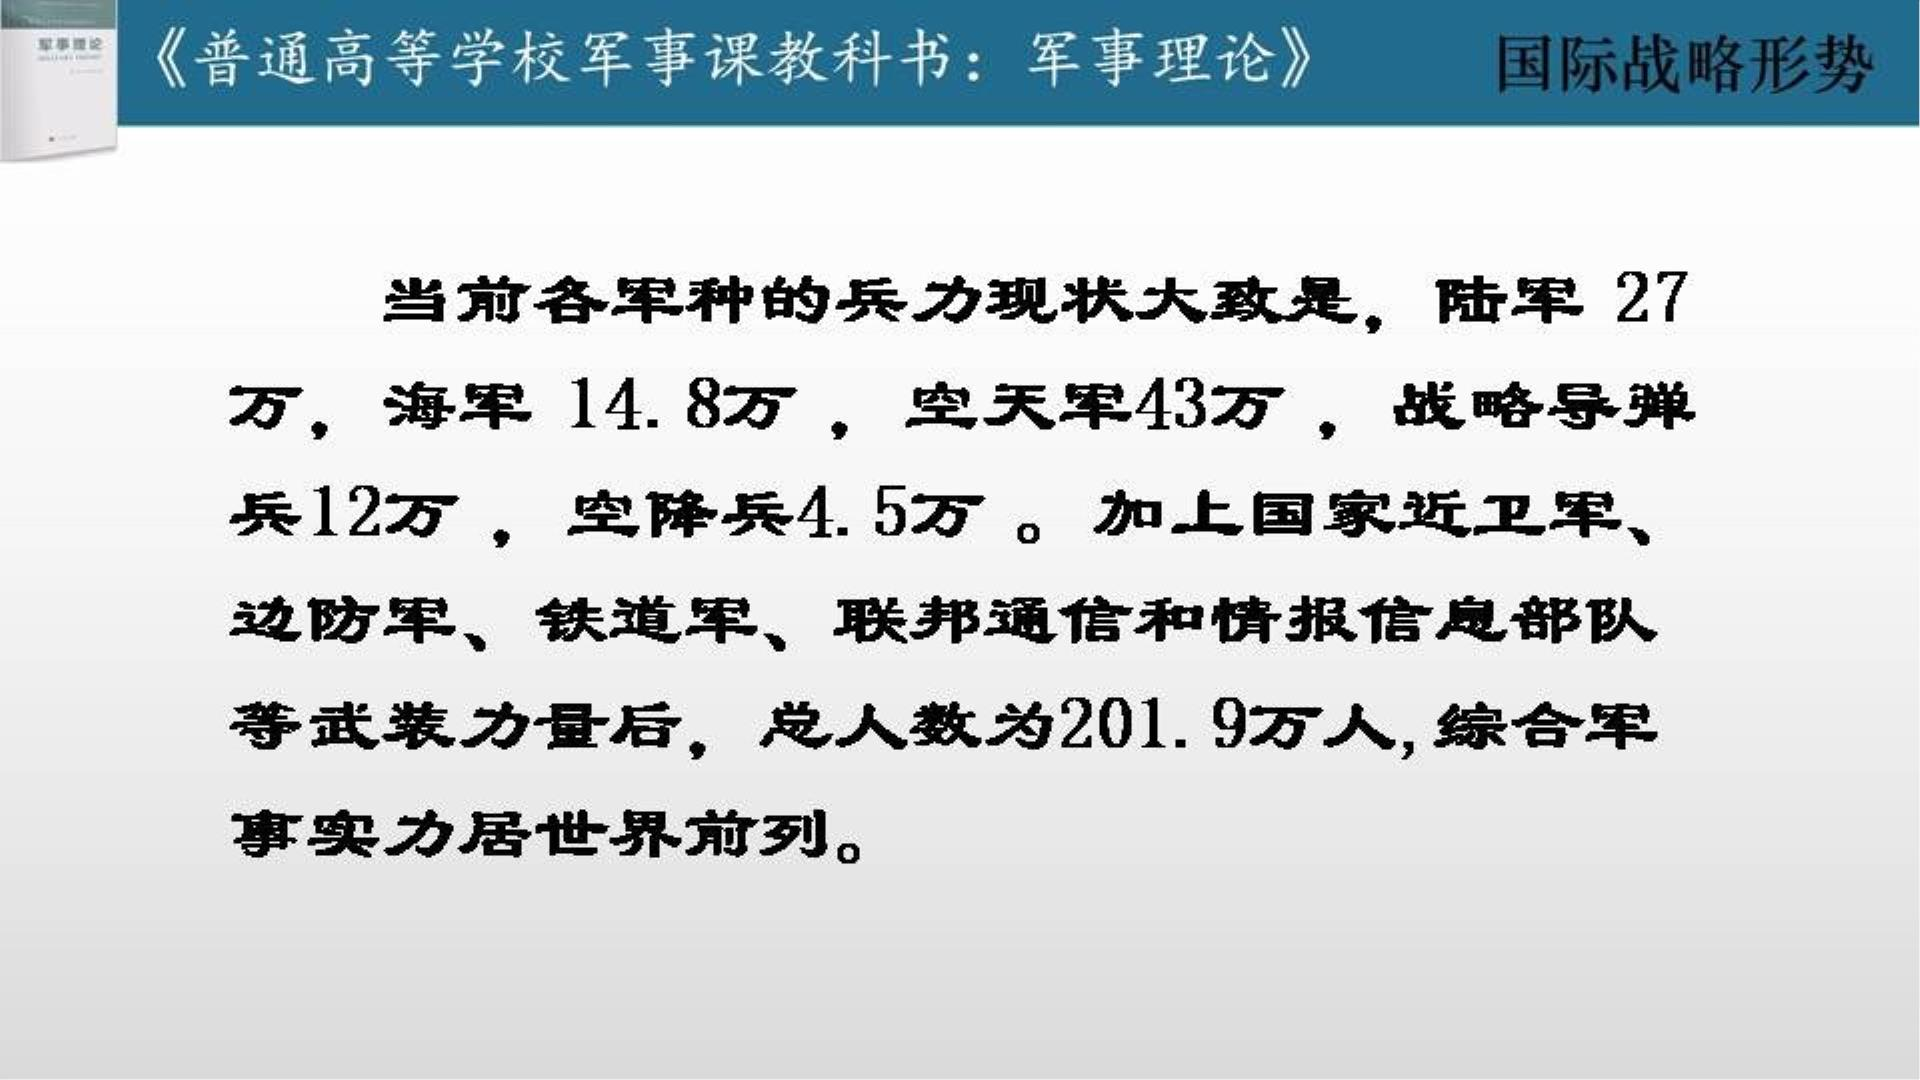 军事理论
《普通高等学校军事课教科书：军事理论》
国际战略形势
当前各军种的兵力现状大致是，陆军 27
万，海军 14.8万 ，空天军43万 ，战略导弹
兵12万 ，空降兵4.5万 。加上国家近卫军、
边防军、铁道军、联邦通信和情报信息部队
等武装力量后，总人数为201.9万人,综合军
事实力居世界前列。